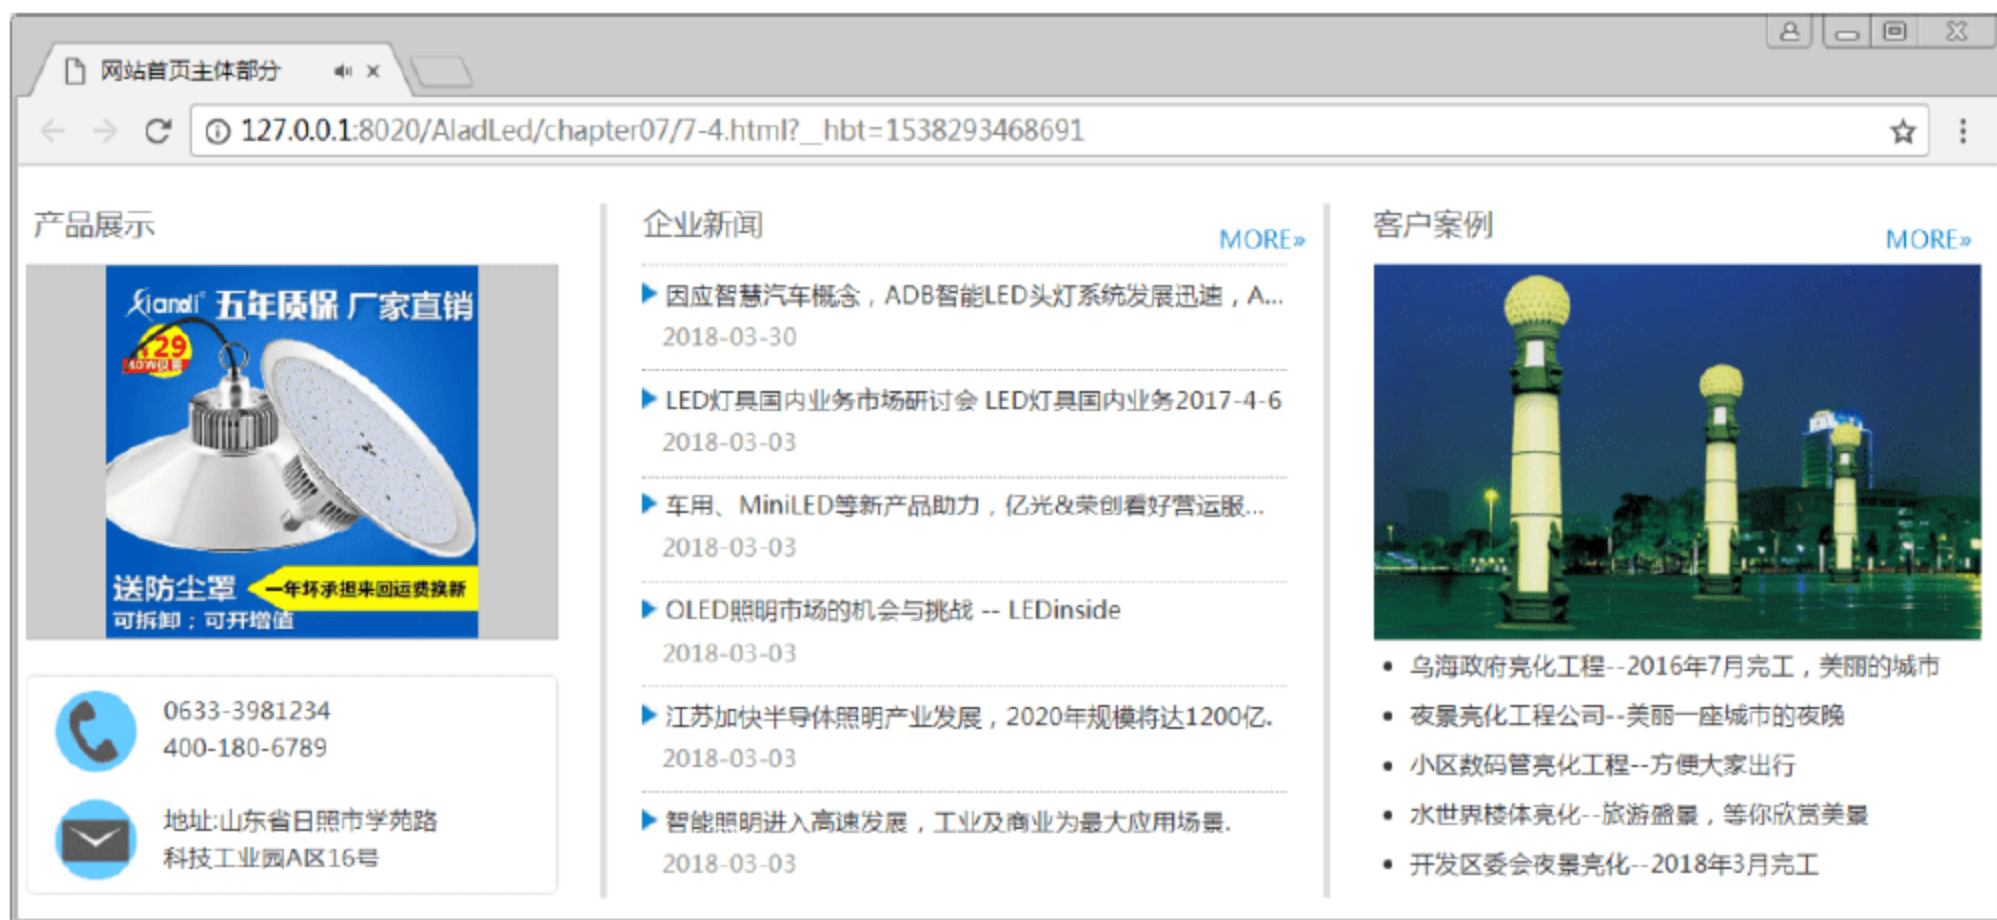 网站首页主体部分
127.0.0.1:8020/AladLed/chapter07/7-4.html?__hbt=1538293468691
产品展示
五年质保 厂家直销
送防尘罩
一年坏承担来回运费换新
可拆卸；可开增值
0633-3981234
400-180-6789
地址:山东省日照市学苑路
科技工业园A区16号
企业新闻
MORE»
因应智慧汽车概念，ADB智能LED头灯系统发展迅速，A...
2018-03-30
LED灯具国内业务市场研讨会 LED灯具国内业务2017-4-6
2018-03-03
车用、MiniLED等新产品助力，亿光&荣创看好营运服...
2018-03-03
OLED照明市场的机会与挑战 -- LEDinside
2018-03-03
江苏加快半导体照明产业发展，2020年规模将达1200亿.
2018-03-03
智能照明进入高速发展，工业及商业为最大应用场景.
2018-03-03
客户案例
MORE»
乌海政府亮化工程--2016年7月完工，美丽的城市
夜景亮化工程公司--美丽一座城市的夜晚
小区数码管亮化工程--方便大家出行
水世界楼体亮化--旅游盛景，等你欣赏美景
开发区委会夜景亮化--2018年3月完工